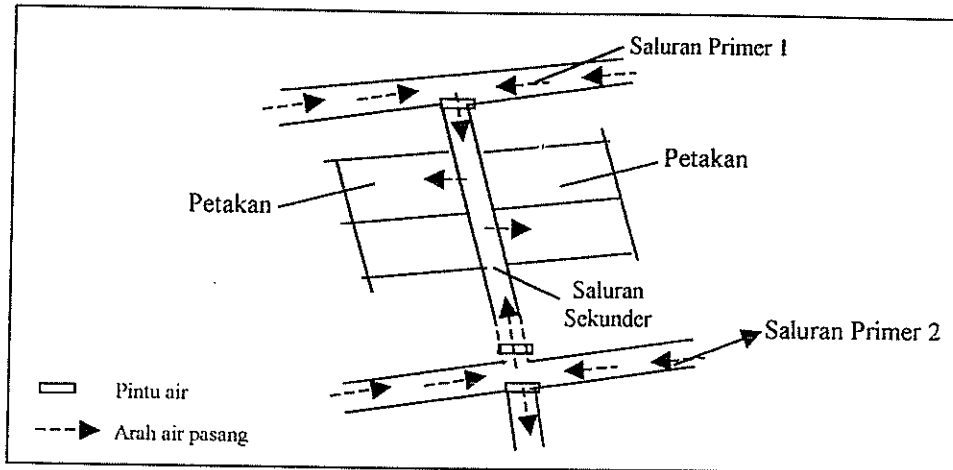 Saluran Primer 1
Petakan
Petakan
Saluran
Sekunder
Saluran Primer 2
Pintu air
Arah air pasang